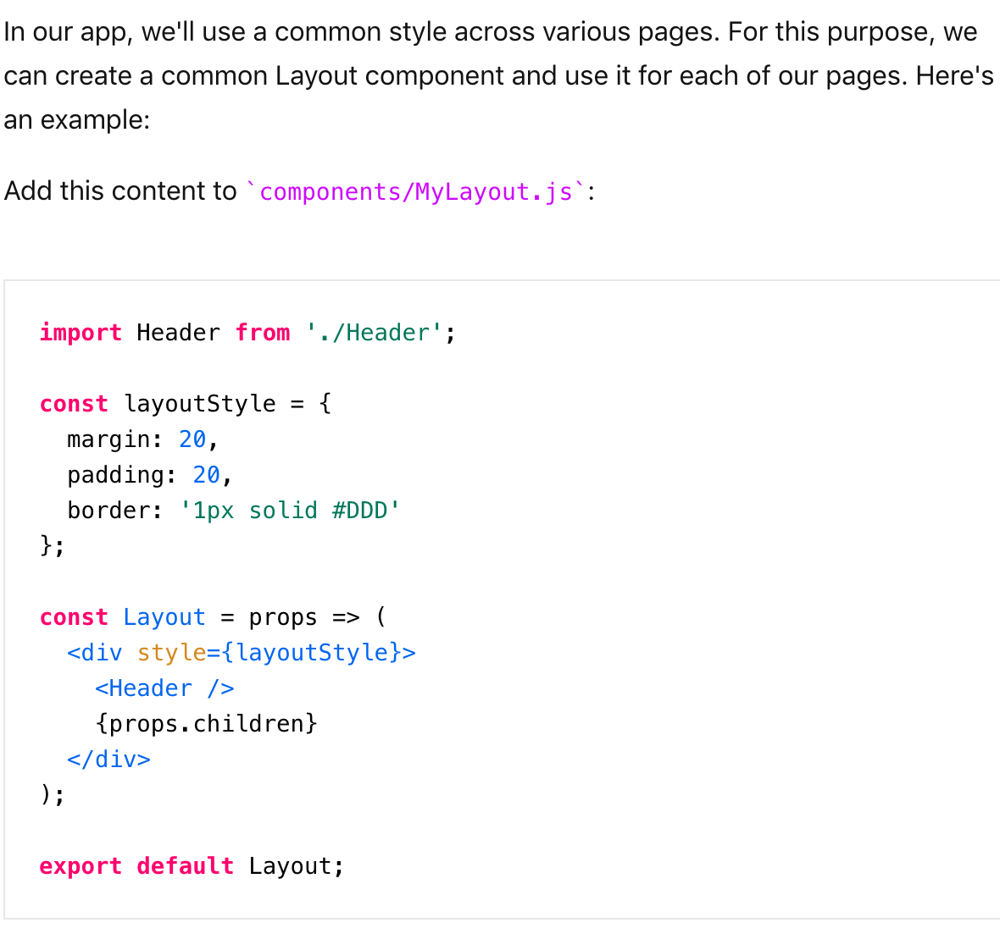 In our app, we'll use a common style across various pages. For this purpose, we
can create a common Layout component and use it for each of our pages. Here's
an example:
Add this content to `components/MyLayout.js`:
import Header from './Header';
const layoutStyle = {
  margin: 20,
  padding: 20,
  border: '1px solid #DDD'
};
const Layout = props => (
  <div style={layoutStyle}>
    <Header />
    {props.children}
  </div>
);
export default Layout;